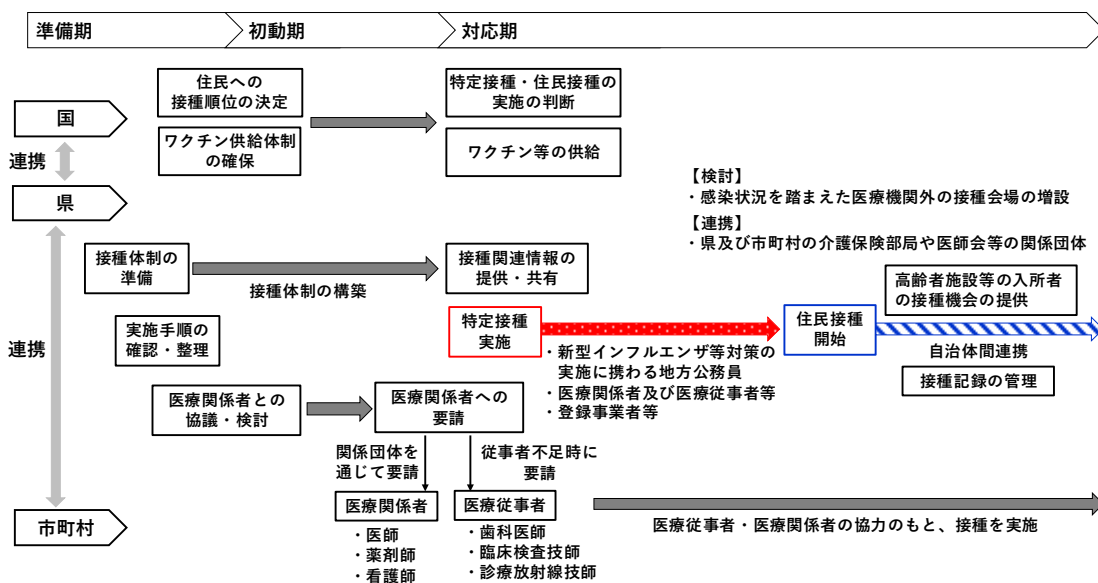 準備期
初動期
対応期
住民への
接種順位の決定
特定接種・住民接種の
実施の判断
国
ワクチン供給体制
の確保
ワクチン等の供給
連携
県
【検討】
・感染状況を踏まえた医療機関外の接種会場の増設
【連携】
・県及び市町村の介護保険部局や医師会等の関係団体
接種体制の
準備
接種体制の構築
接種関連情報の
提供・共有
高齢者施設等の入所者
の接種機会の提供
実施手順の
確認・整理
特定接種
実施
住民接種
開始
連携
・新型インフルエンザ等対策の
実施に携わる地方公務員
・医療関係者及び医療従事者等
・登録事業者等
自治体間連携
接種記録の管理
医療関係者との
協議・検討
医療関係者への
要請
関係団体を
通じて要請
従事者不足時に
要請
医療関係者
医療従事者
市町村
・医師
・薬剤師
・看護師
・歯科医師
・臨床検査技師
・診療放射線技師
医療従事者・医療関係者の協力のもと、接種を実施